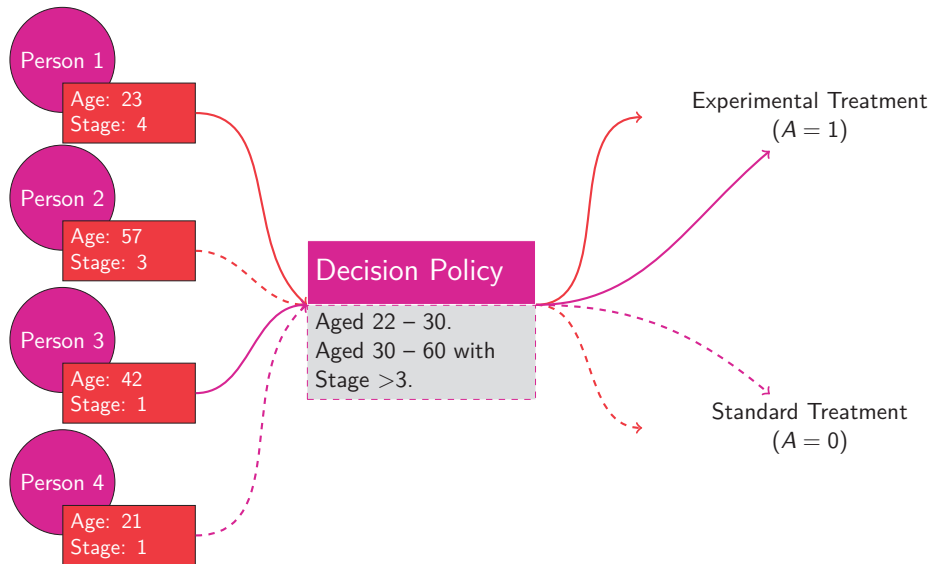 Person 1
Age: 23
Stage: 4
Person 2
Age: 57
Stage: 3
Person 3
Age: 42
Stage: 1
Person 4
Age: 21
Stage: 1
Decision Policy
Aged 22 – 30.
Aged 30 – 60 with
Stage >3.
Experimental Treatment
(A = 1)
Standard Treatment
(A = 0)